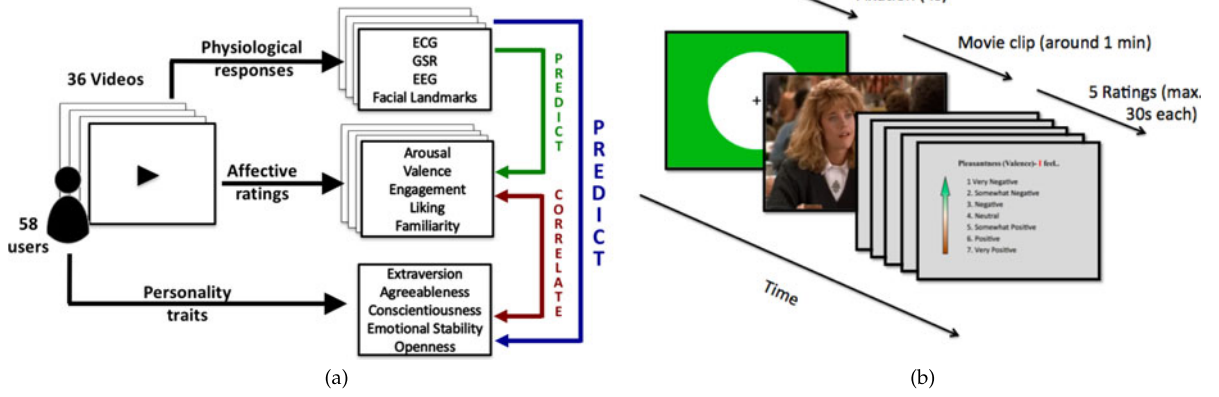 36 Videos
Physiological
responses
ECG
GSR
EEG
Facial Landmarks
PREDICT
PREDICT
Affective
ratings
Arousal
Valence
Engagement
Liking
Familiarity
CORRELATE
58
users
Personality
traits
Extraversion
Agreeableness
Conscientiousness
Emotional Stability
Openness
(a)
Movie clip (around 1 min)
5 Ratings (max.
30s each)
+
Pleasantness (Valence)- I feel..
1 Very Negative
2. Somewhat Negative
3. Negative
4. Neutral
5. Somewhat Positive
6. Positive
7. Very Positive
Time
(b)